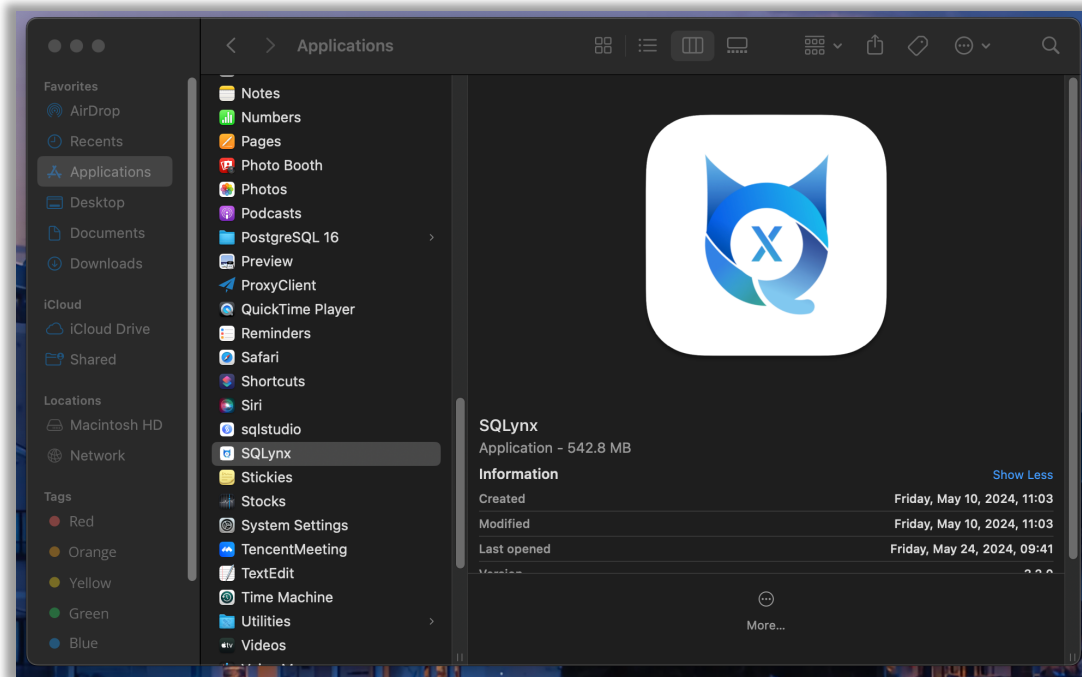 Applications
Favorites
AirDrop
Recents
Applications
Desktop
Documents
Downloads
iCloud
iCloud Drive
Shared
Locations
Macintosh HD
Network
Tags
Red
Orange
Yellow
Green
Blue
Notes
Numbers
Pages
Photo Booth
Photos
Podcasts
PostgreSQL 16
Preview
ProxyClient
QuickTime Player
Reminders
Safari
Shortcuts
Siri
sqlstudio
SQLynx
Stickies
Stocks
System Settings
TencentMeeting
TextEdit
Time Machine
Utilities
Videos
X
SQLynx
Application - 542.8 MB
Information Show Less
Created Friday, May 10, 2024, 11:03
Modified Friday, May 10, 2024, 11:03
Last opened Friday, May 24, 2024, 09:41
More...